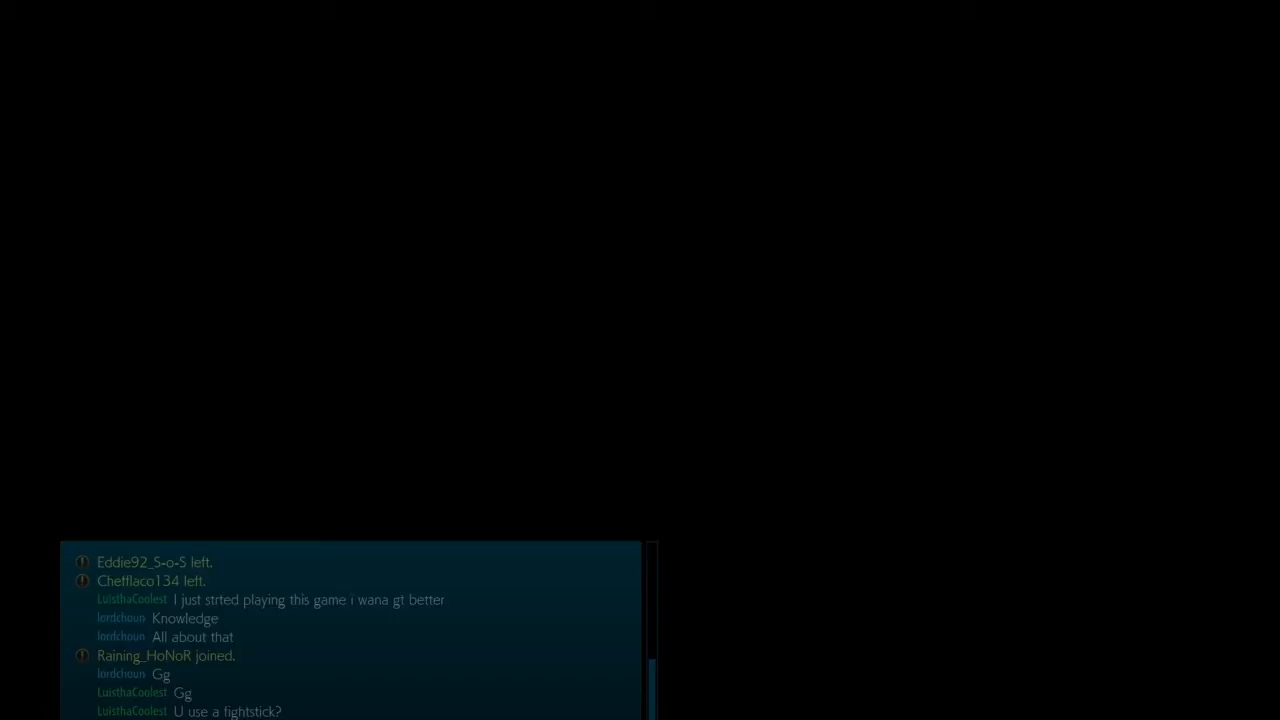 Eddie92_S-o-S left.
Chefflaco134 left.
LuisthaCoolest I just strted playing this game i wana gt better
lordchoun Knowledge
lordchoun All about that
Raining_HoNoR joined.
lordchoun Gg
LuisthaCoolest Gg
LuisthaCoolest U use a fightstick?